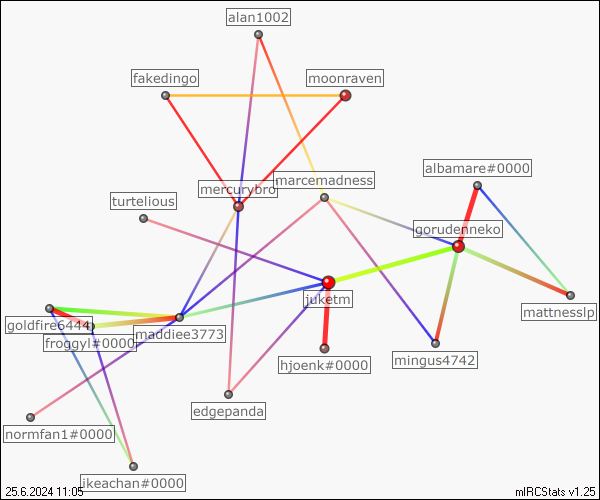 alan1002
fakedingo
moonraven
albamare#0000
marcemadness
mercurybro
turtelious
gorudenneko
juketm
mattnesslp
goldfire6444
maddiee3773
froggyl#0000
hjoenk#0000
mingus4742
edgepanda
normfan1#0000
ikeachan#0000
25.6.2024 11:05
mIRCStats v1.25